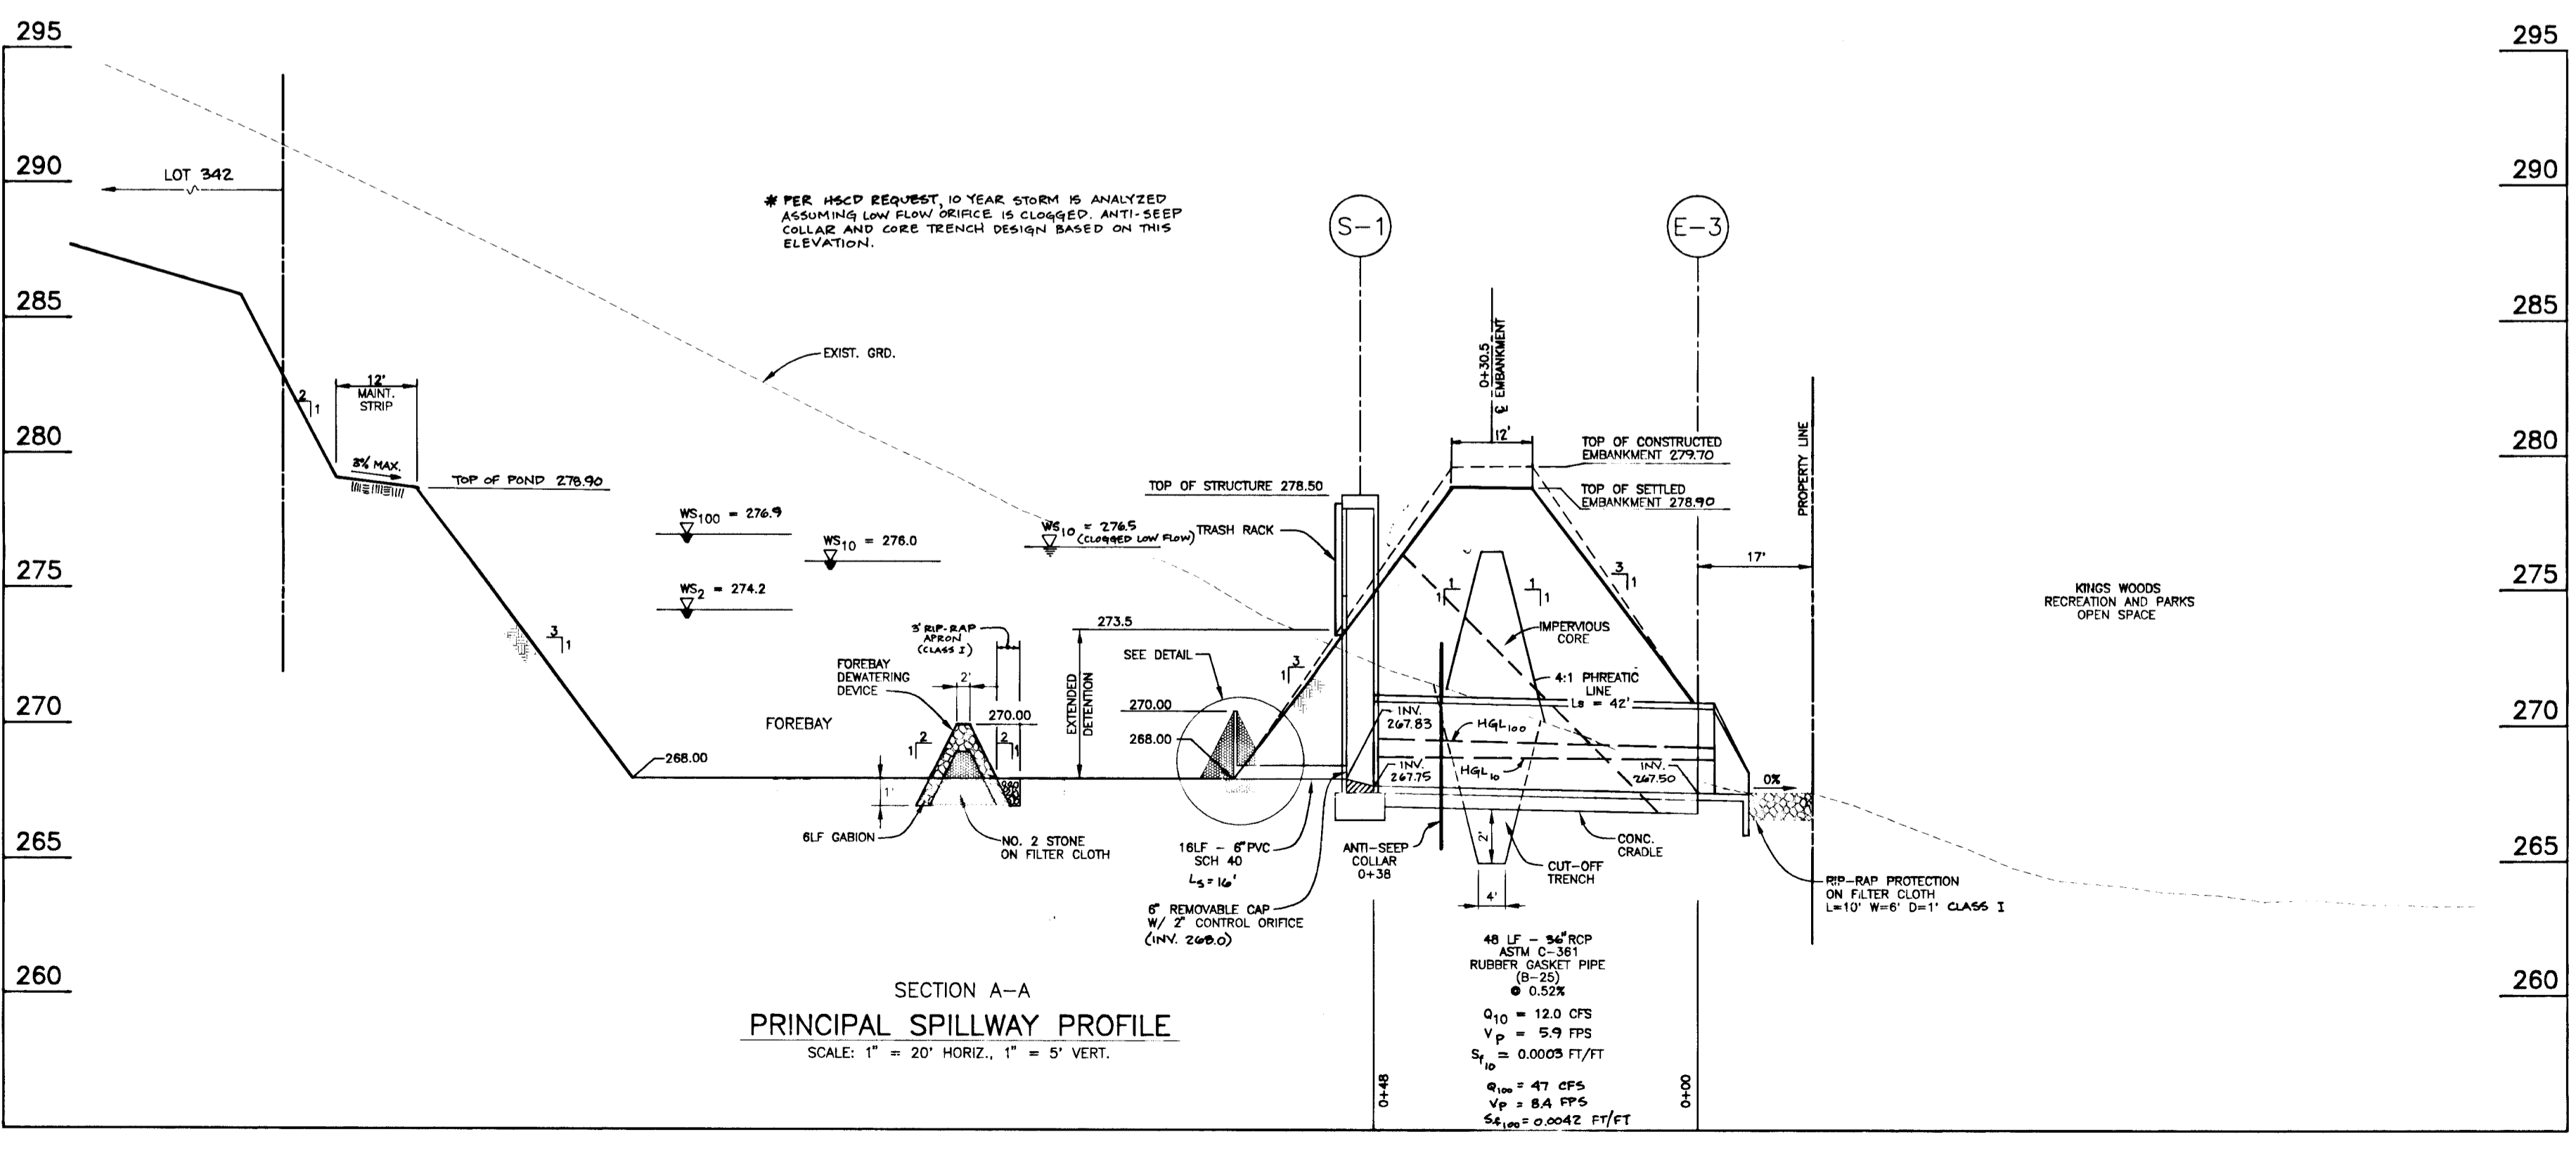 295
290
285
280
275
270
265
260
295
290
285
280
275
270
265
260
LOT 342
2
1
12'
MAINT.
STRIP
3% MAX.
TOP OF POND 278.90
3
1
* PER HSCD REQUEST, 10 YEAR STORM IS ANALYZED
ASSUMING LOW FLOW ORIFICE IS CLOGGED. ANTI-SEEP
COLLAR AND CORE TRENCH DESIGN BASED ON THIS
ELEVATION.
EXIST. GRD.
WS100 = 276.9
WS10 = 276.0
WS2 = 274.2
WS10 = 276.5
(CLOGGED LOW FLOW)
268.00
FOREBAY
FOREBAY
DEWATERING
DEVICE
3' RIP-RAP
APRON
(CLASS I)
2'
270.00
2
1
2
1
1'
6LF GABION
NO. 2 STONE
ON FILTER CLOTH
EXTENDED
DETENTION
273.5
SEE DETAIL
270.00
268.00
3
1
TOP OF STRUCTURE 278.50
TRASH RACK
S-1
E-3
0+30.5
℄ EMBANKMENT
12'
TOP OF CONSTRUCTED
EMBANKMENT 279.70
TOP OF SETTLED
EMBANKMENT 278.90
3
1
17'
PROPERTY LINE
KINGS WOODS
RECREATION AND PARKS
OPEN SPACE
1
1
1
1
IMPERVIOUS
CORE
4:1 PHREATIC
LINE
Ls = 42'
INV.
267.83
HGL100
HGL10
INV.
267.75
INV.
267.50
0%
16LF - 6" PVC
SCH 40
Ls = 16'
6" REMOVABLE CAP
W/ 2" CONTROL ORIFICE
(INV. 268.0)
ANTI-SEEP
COLLAR
0+38
2'
4'
CUT-OFF
TRENCH
CONC.
CRADLE
RIP-RAP PROTECTION
ON FILTER CLOTH
L=10' W=6' D=1' CLASS I
48 LF - 36" RCP
ASTM C-361
RUBBER GASKET PIPE
(B-25)
@ 0.52%
Q10 = 12.0 CFS
VP = 5.9 FPS
Sf10 = 0.0003 FT/FT
Q100 = 47 CFS
VP = 8.4 FPS
Sf100 = 0.0042 FT/FT
0+48
0+00
SECTION A-A
PRINCIPAL SPILLWAY PROFILE
SCALE: 1" = 20' HORIZ., 1" = 5' VERT.